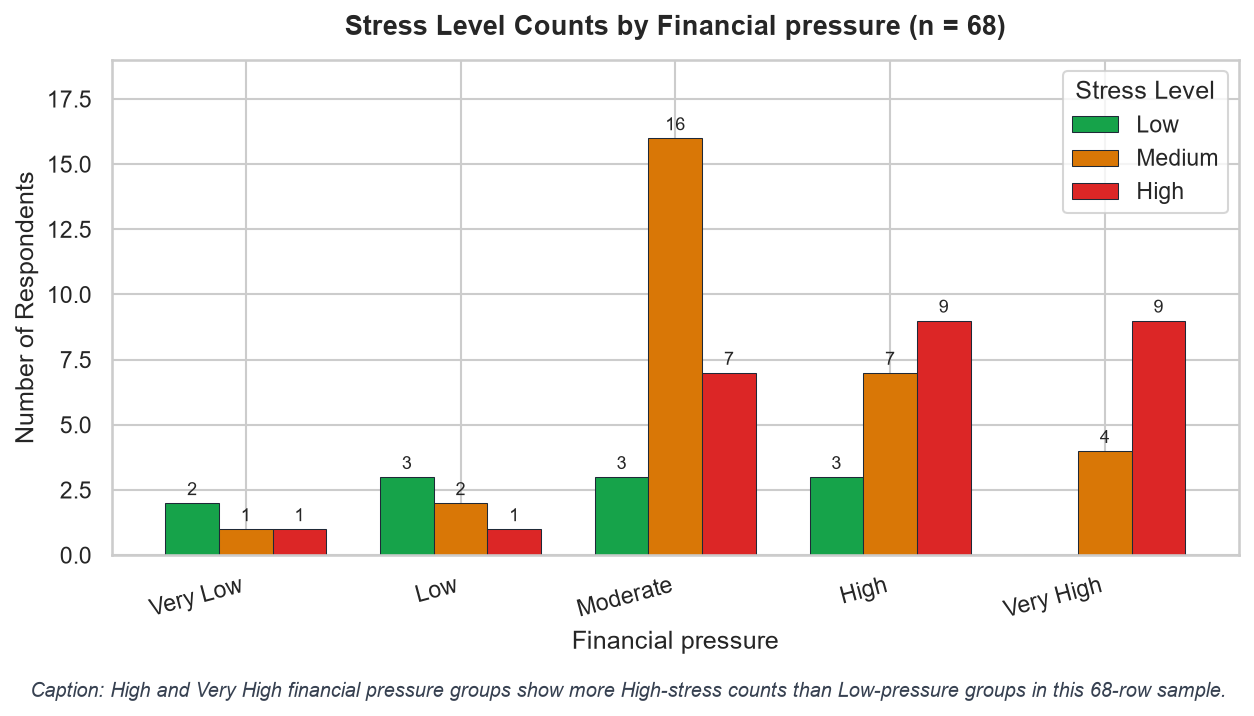 Stress Level Counts by Financial pressure (n = 68)
Number of Respondents
17.5
15.0
12.5
10.0
7.5
5.0
2.5
0.0
Stress Level
Low
Medium
High
2
1
1
3
2
1
3
16
7
3
7
9
4
9
Very Low
Low
Moderate
High
Very High
Financial pressure
Caption: High and Very High financial pressure groups show more High-stress counts than Low-pressure groups in this 68-row sample.